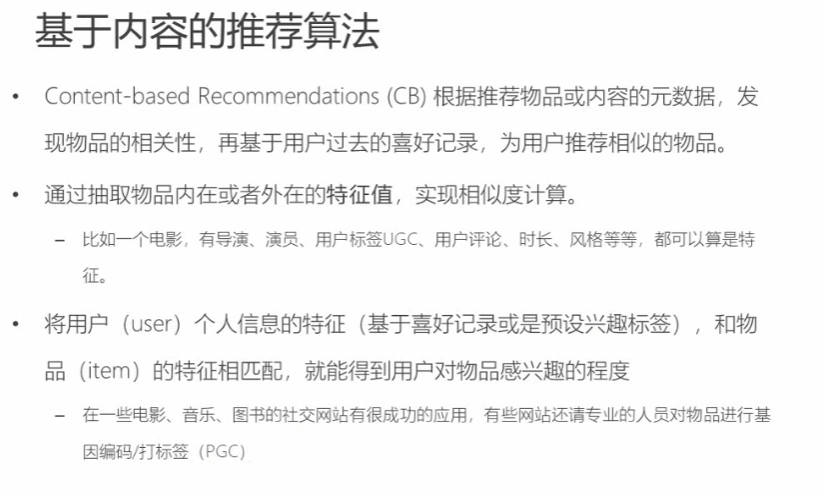 基于内容的推荐算法
• Content-based Recommendations (CB) 根据推荐物品或内容的元数据，发
现物品的相关性，再基于用户过去的喜好记录，为用户推荐相似的物品。
• 通过抽取物品内在或者外在的特征值，实现相似度计算。
– 比如一个电影，有导演、演员、用户标签UGC、用户评论、时长、风格等等，都可以算是特
征。
• 将用户（user）个人信息的特征（基于喜好记录或是预设兴趣标签），和物
品（item）的特征相匹配，就能得到用户对物品感兴趣的程度
– 在一些电影、音乐、图书的社交网站有很成功的应用，有些网站还请专业的人员对物品进行基
因编码/打标签（PGC）